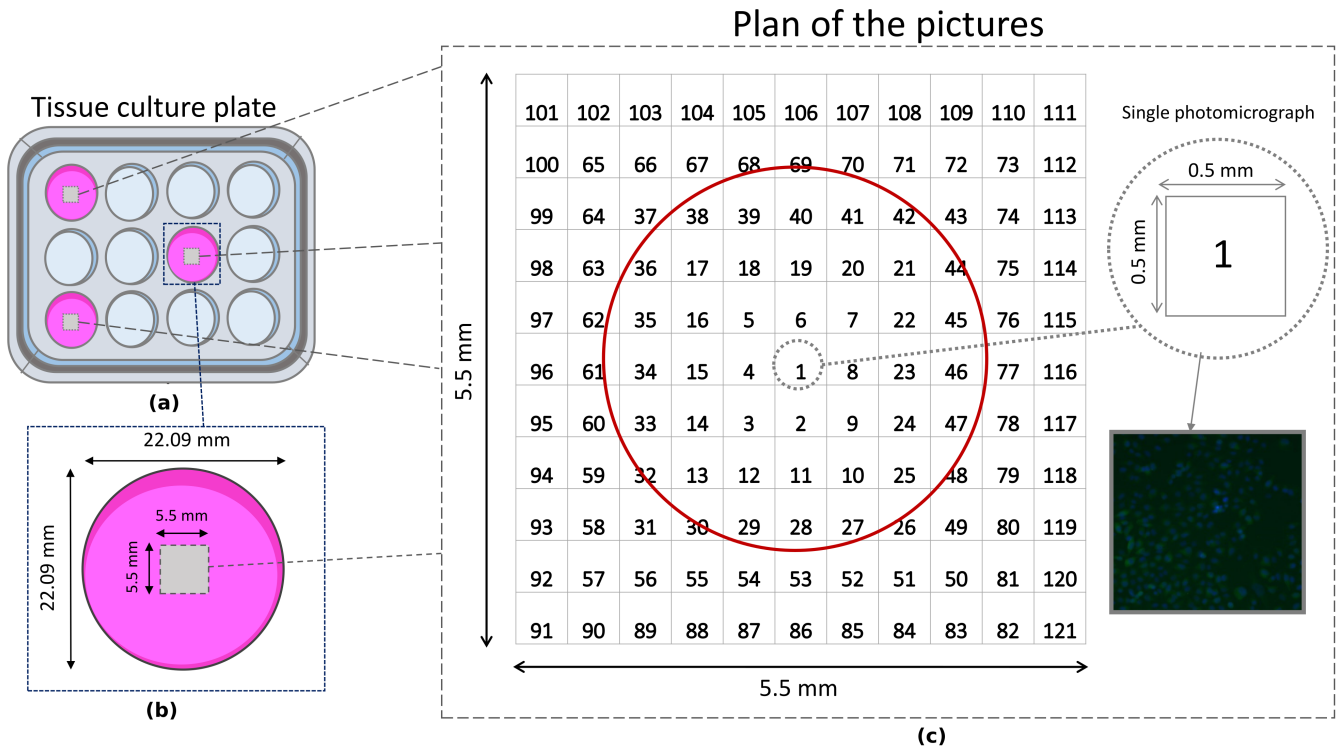 Plan of the pictures
Tissue culture plate
(a)
22.09 mm
22.09 mm
5.5 mm
5.5 mm
(b)
5.5 mm
101 102 103 104 105 106 107 108 109 110 111
100 65 66 67 68 69 70 71 72 73 112
99 64 37 38 39 40 41 42 43 74 113
98 63 36 17 18 19 20 21 44 75 114
97 62 35 16 5 6 7 22 45 76 115
96 61 34 15 4 1 8 23 46 77 116
95 60 33 14 3 2 9 24 47 78 117
94 59 32 13 12 11 10 25 48 79 118
93 58 31 30 29 28 27 26 49 80 119
92 57 56 55 54 53 52 51 50 81 120
91 90 89 88 87 86 85 84 83 82 121
5.5 mm
Single photomicrograph
0.5 mm
0.5 mm
1
(c)